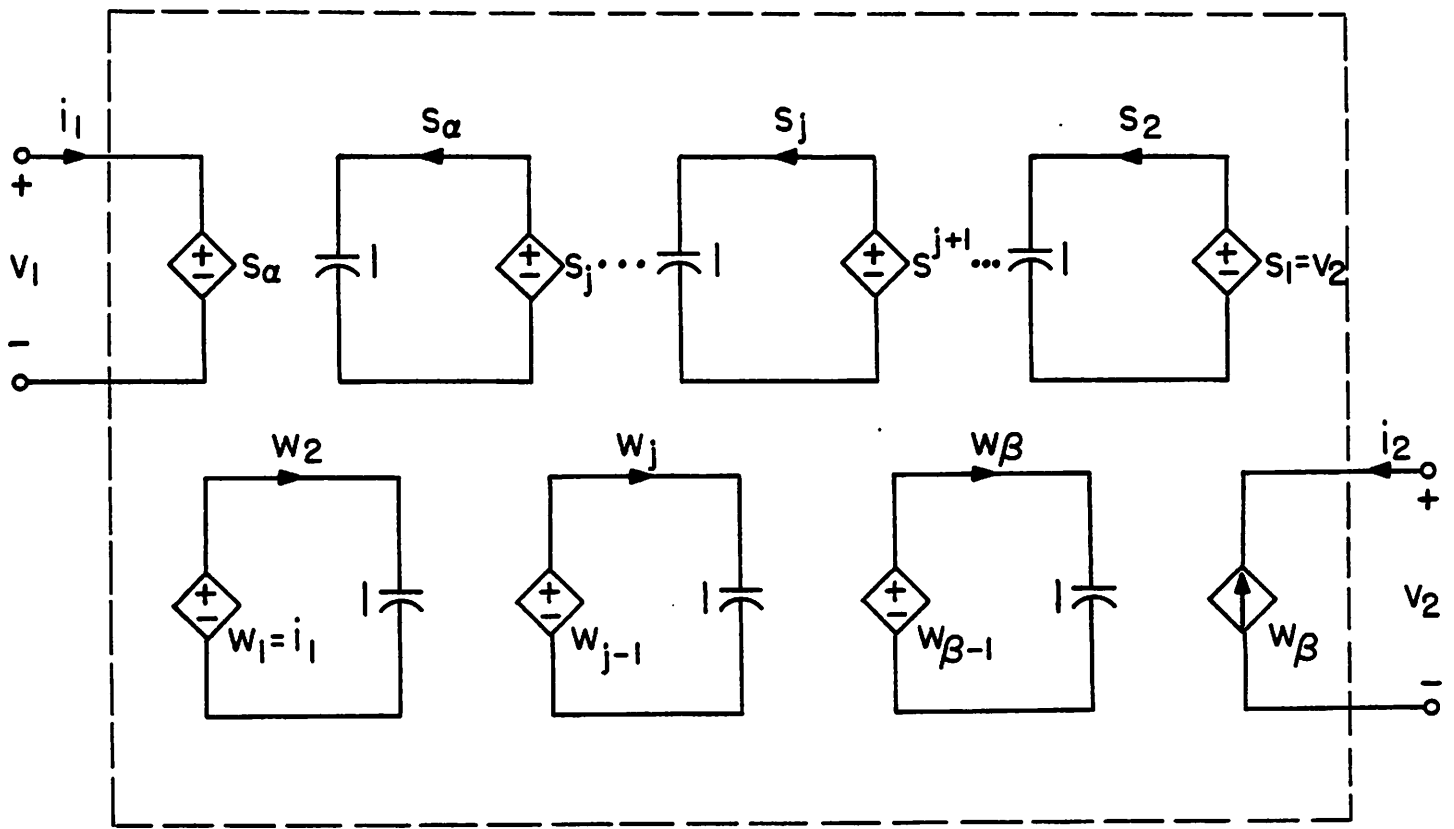 i₁
+
v₁
−
+ − Sα
Sα
1
+ − Sj
Sj
1
+ − S^{j+1}
S₂
1
+ − S₁=v₂
W₂
+ − W₁=i₁
1
Wj
+ − Wj−1
1
Wβ
+ − Wβ−1
1
Wβ
i₂
+
v₂
−